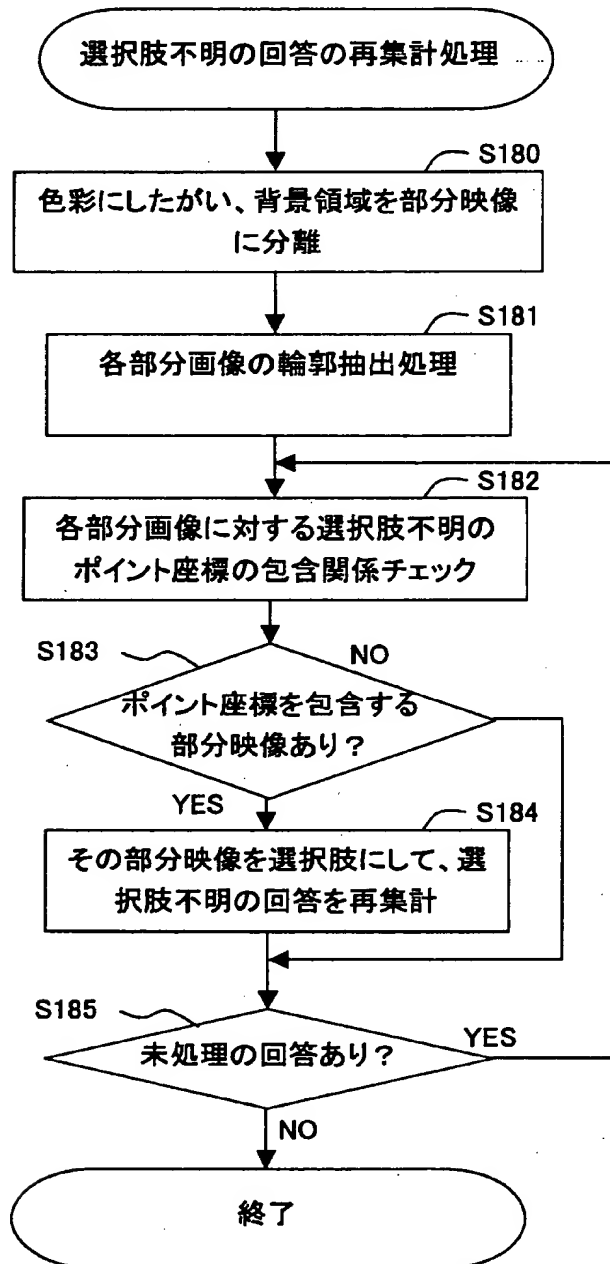 選択肢不明の回答の再集計処理
S180
色彩にしたがい、背景領域を部分映像
に分離
S181
各部分画像の輪郭抽出処理
S182
各部分画像に対する選択肢不明の
ポイント座標の包含関係チェック
S183
NO
ポイント座標を包含する
部分映像あり？
YES
S184
その部分映像を選択肢にして、選
択肢不明の回答を再集計
S185
YES
未処理の回答あり？
NO
終了